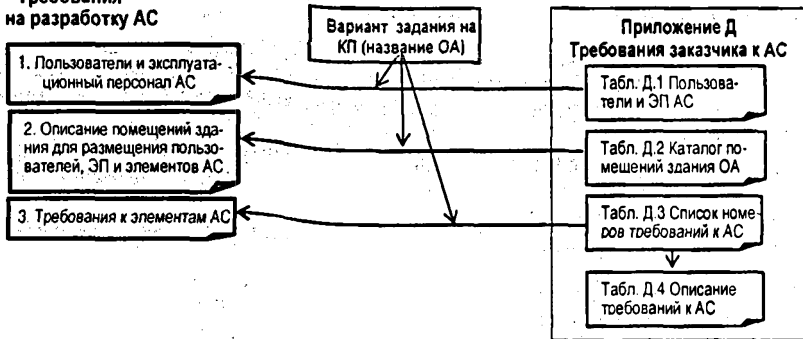 Требования
на разработку АС
1. Пользователи и эксплуата-
ционный персонал АС
2. Описание помещений зда-
ния для размещения пользо-
вателей, ЭП и элементов АС
3. Требования к элементам АС
Вариант задания на
КП (название ОА)
Приложение Д
Требования заказчика к АС
Табл. Д.1 Пользова-
тели и ЭП АС
Табл. Д.2 Каталог по-
мещений здания ОА
Табл. Д.3 Список номе-
ров требований к АС
Табл. Д.4 Описание
требований к АС